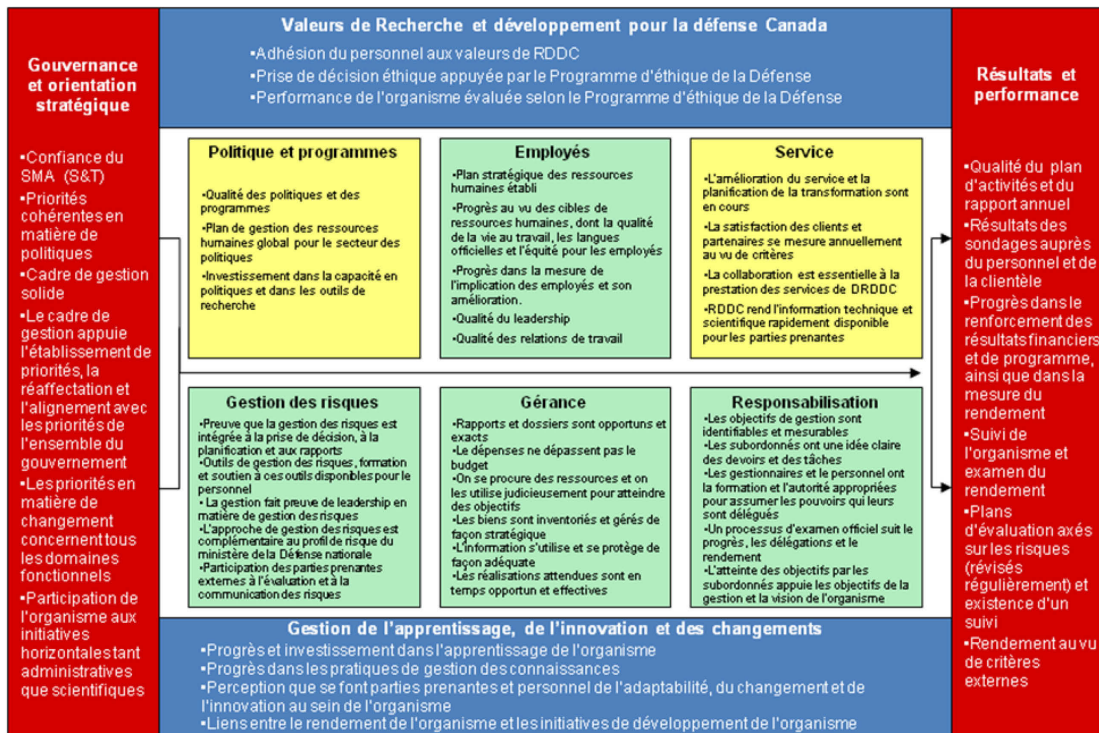 Gouvernance
et orientation
stratégique
▪Confiance du
SMA (S&T)
▪Priorités
cohérentes en
matière de
politiques
▪Cadre de gestion
solide
▪Le cadre de
gestion appuie
l'établissement de
priorités, la
réaffectation et
l'alignement avec
les priorités de
l'ensemble du
gouvernement
▪Les priorités en
matière de
changement
concernent tous
les domaines
fonctionnels
▪Participation de
l'organisme aux
initiatives
horizontales tant
administratives
que scientifiques
Valeurs de Recherche et développement pour la défense Canada
▪Adhésion du personnel aux valeurs de RDDC
▪Prise de décision éthique appuyée par le Programme d'éthique de la Défense
▪Performance de l'organisme évaluée selon le Programme d'éthique de la Défense
Politique et programmes
▪Qualité des politiques et des
programmes
▪Plan de gestion des ressources
humaines global pour le secteur des
politiques
▪Investissement dans la capacité en
politiques et dans les outils de
recherche
Employés
▪Plan stratégique des ressources
humaines établi
▪Progrès au vu des cibles de
ressources humaines, dont la qualité
de la vie au travail, les langues
officielles et l'équité pour les employés
▪Progrès dans la mesure de
l'implication des employés et son
amélioration.
▪Qualité du leadership
▪Qualité des relations de travail
Service
▪L'amélioration du service et la
planification de la transformation sont
en cours
▪La satisfaction des clients et
partenaires se mesure annuellement
au vu de critères
▪La collaboration est essentielle à la
prestation des services de DRDDC
▪RDDC rend l'information technique et
scientifique rapidement disponible
pour les parties prenantes
Gestion des risques
•Preuve que la gestion des risques est
intégrée à la prise de décision, à la
planification et aux rapports
•Outils de gestion des risques, formation
et soutien à ces outils disponibles pour le
personnel
• La gestion fait preuve de leadership en
matière de gestion des risques
•L'approche de gestion des risques est
complémentaire au profil de risque du
ministère de la Défense nationale
•Participation des parties prenantes
externes à l'évaluation et à la
communication des risques
Gérance
•Rapports et dossiers sont opportuns et
exacts
•Le dépenses ne dépassent pas le
budget
•On se procure des ressources et on
les utilise judicieusement pour atteindre
des objectifs
•Les biens sont inventoriés et gérés de
façon stratégique
•L'information s'utilise et se protège de
façon adéquate
•Les réalisations attendues sont en
temps opportun et effectives
Responsabilisation
•Les objectifs de gestion sont
identifiables et mesurables
•Les subordonnés ont une idée claire
des devoirs et des tâches
•Les gestionnaires et le personnel ont
la formation et l'autorité appropriées
pour assumer les pouvoirs qui leurs
sont délégués
•Un processus d'examen officiel suit le
progrès, les délégations et le
rendement
•L'atteinte des objectifs par les
subordonnés appuie les objectifs de la
gestion et la vision de l'organisme
Gestion de l'apprentissage, de l'innovation et des changements
▪Progrès et investissement dans l'apprentissage de l'organisme
▪Progrès dans les pratiques de gestion des connaissances
▪Perception que se font parties prenantes et personnel de l'adaptabilité, du changement et de
l'innovation au sein de l'organisme
▪Liens entre le rendement de l'organisme et les initiatives de développement de l'organisme
Résultats et
performance
▪Qualité du plan
d'activités et du
rapport annuel
▪Résultats des
sondages auprès
du personnel et de
la clientèle
▪Progrès dans le
renforcement des
résultats financiers
et de programme,
ainsi que dans la
mesure du
rendement
▪Suivi de
l'organisme et
examen du
rendement
▪Plans
d'évaluation axés
sur les risques
(révisés
régulièrement) et
existence d'un
suivi
▪Rendement au vu
de critères
externes